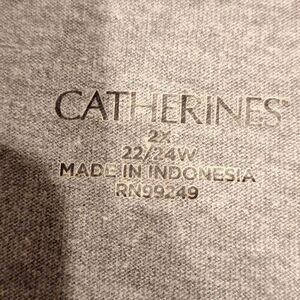 CATHERINES®
2X
22/24W
MADE IN INDONESIA
RN99249